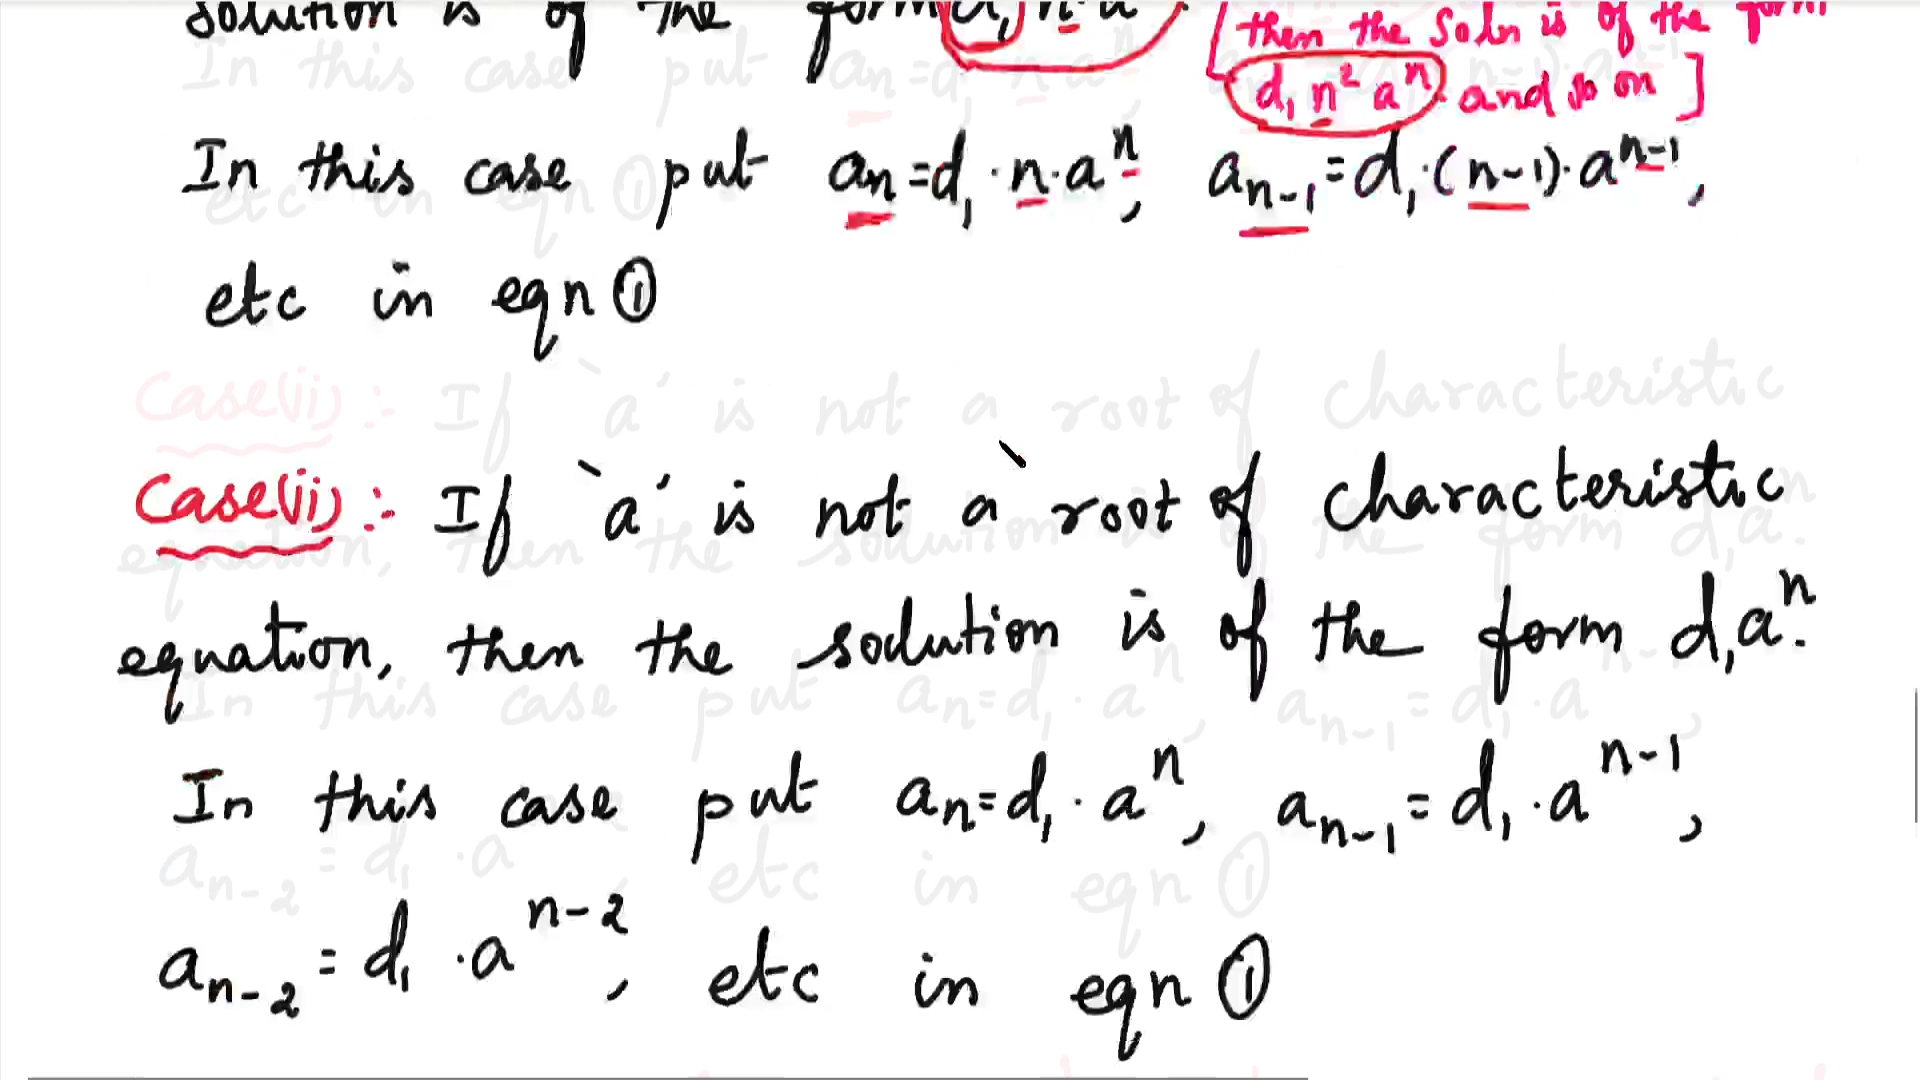 solution is of the form d₁ n aⁿ.
then the Soln is of the form
d₁ n² aⁿ. and so on ]
In this case put aₙ=d₁·n·aⁿ, aₙ₋₁=d₁·(n-1)·aⁿ⁻¹,
etc in eqn ①
Case(ii):- If `a' is not a root of characteristic
equation, then the solution is of the form d₁aⁿ.
In this case put aₙ=d₁·aⁿ, aₙ₋₁=d₁·aⁿ⁻¹,
aₙ₋₂=d₁·aⁿ⁻², etc in eqn ①